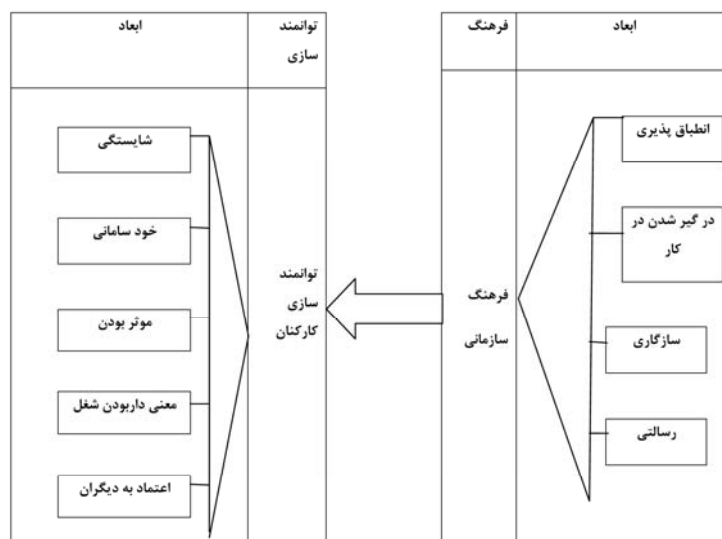 ابعاد
فرهنگ
توانمند
سازی
ابعاد
انطباق پذیری
در گیر شدن در
کار
سازگاری
رسالتی
فرهنگ
سازمانی
توانمند
سازی
کارکنان
شایستگی
خود سامانی
موثر بودن
معنی داربودن شغل
اعتماد به دیگران